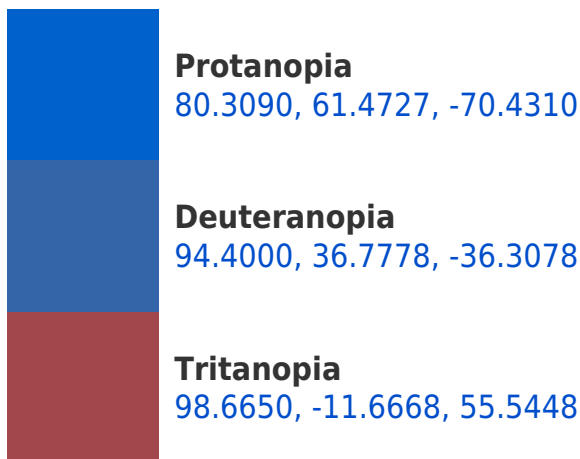 Protanopia
80.3090, 61.4727, -70.4310
Deuteranopia
94.4000, 36.7778, -36.3078
Tritanopia
98.6650, -11.6668, 55.5448